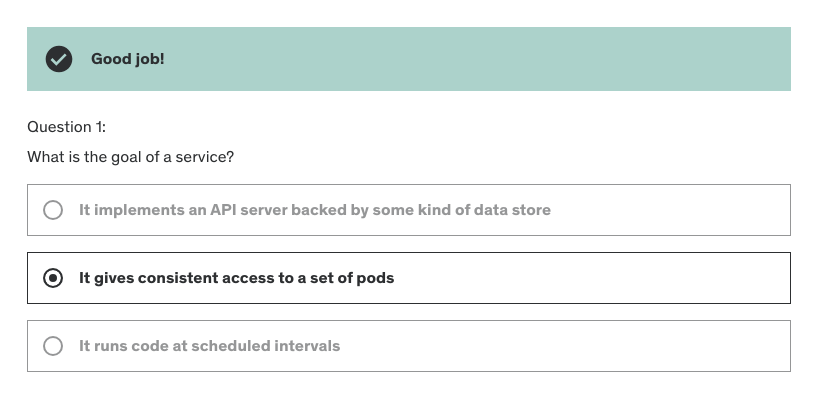 Good job!
Question 1:
What is the goal of a service?
It implements an API server backed by some kind of data store
It gives consistent access to a set of pods
It runs code at scheduled intervals